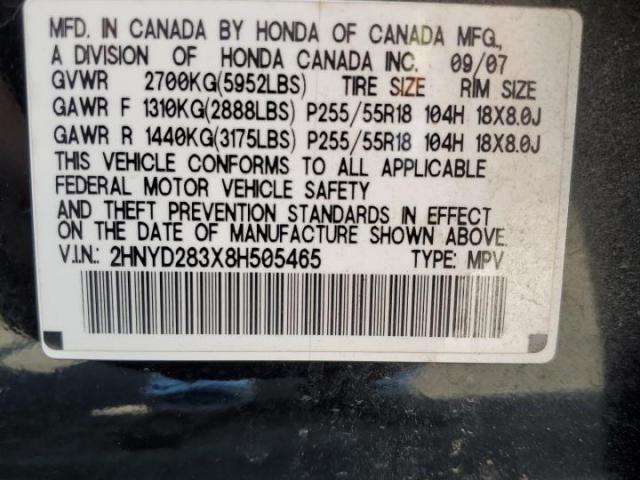 MFD. IN CANADA BY HONDA OF CANADA MFG.,
A DIVISION OF HONDA CANADA INC. 09/07
GVWR 2700KG(5952LBS) TIRE SIZE RIM SIZE
GAWR F 1310KG(2888LBS) P255/55R18 104H 18X8.0J
GAWR R 1440KG(3175LBS) P255/55R18 104H 18X8.0J
THIS VEHICLE CONFORMS TO ALL APPLICABLE
FEDERAL MOTOR VEHICLE SAFETY
AND THEFT PREVENTION STANDARDS IN EFFECT
ON THE DATE OF MANUFACTURE SHOWN ABOVE.
V.I.N.: 2HNYD283X8H505465 TYPE: MPV